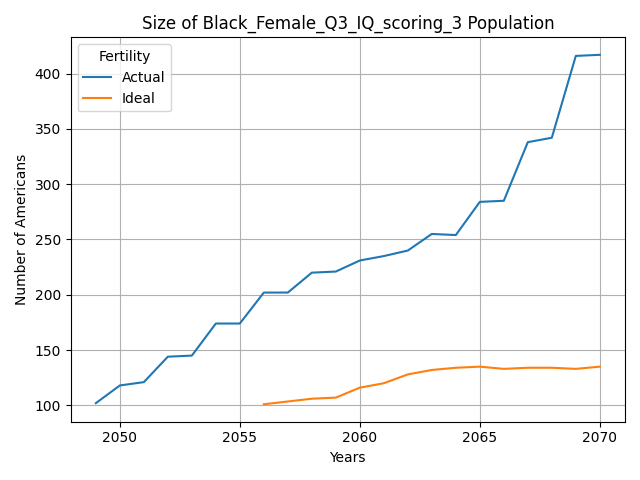 Size of Black_Female_Q3_IQ_scoring_3 Population
Fertility
Actual
Ideal
Number of Americans
400
350
300
250
200
150
100
2050
2055
2060
2065
2070
Years